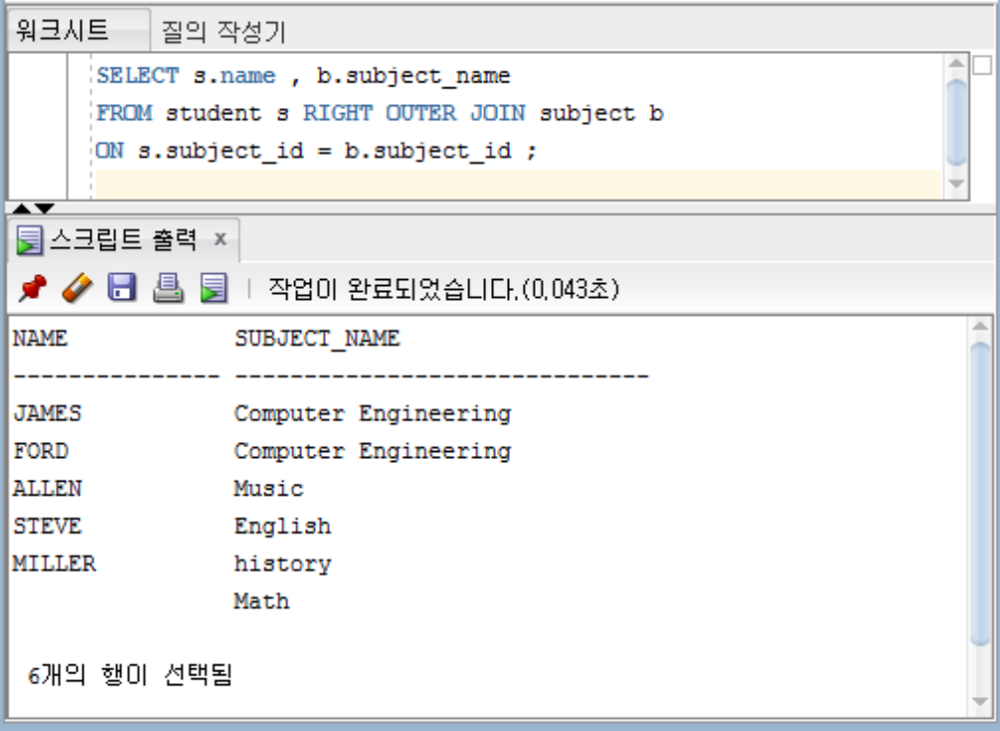 워크시트 질의 작성기
SELECT s.name , b.subject_name
FROM student s RIGHT OUTER JOIN subject b
ON s.subject_id = b.subject_id ;
스크립트 출력 x
작업이 완료되었습니다.(0,043초)
NAME SUBJECT_NAME
--------------- ------------------------------
JAMES Computer Engineering
FORD Computer Engineering
ALLEN Music
STEVE English
MILLER history
Math
6개의 행이 선택됨